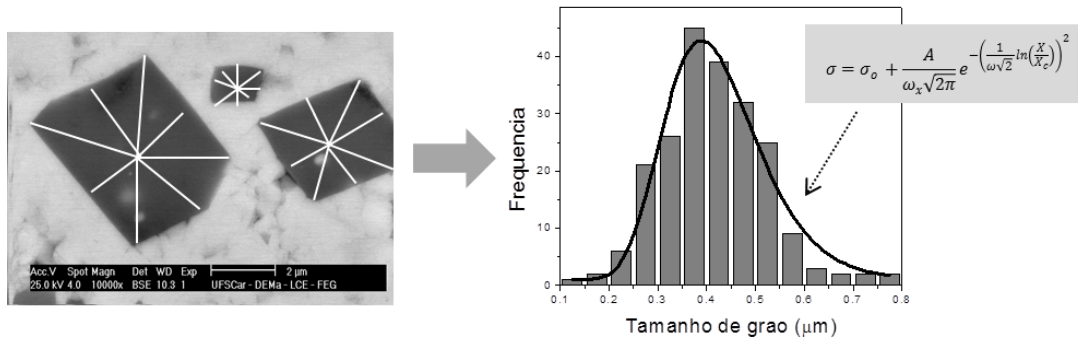 Acc.V Spot Magn Det WD Exp
25.0 kV 4.0 10000x BSE 10.3 1 UFSCar - DEMa - LCE - FEG
2 μm
Frequencia
40
30
20
10
0
0.1 0.2 0.3 0.4 0.5 0.6 0.7 0.8
Tamanho de grao (μm)
σ = σₒ + A/(ωₓ√2π) e^−(1/(ω√2) ln(X/X꜀))²